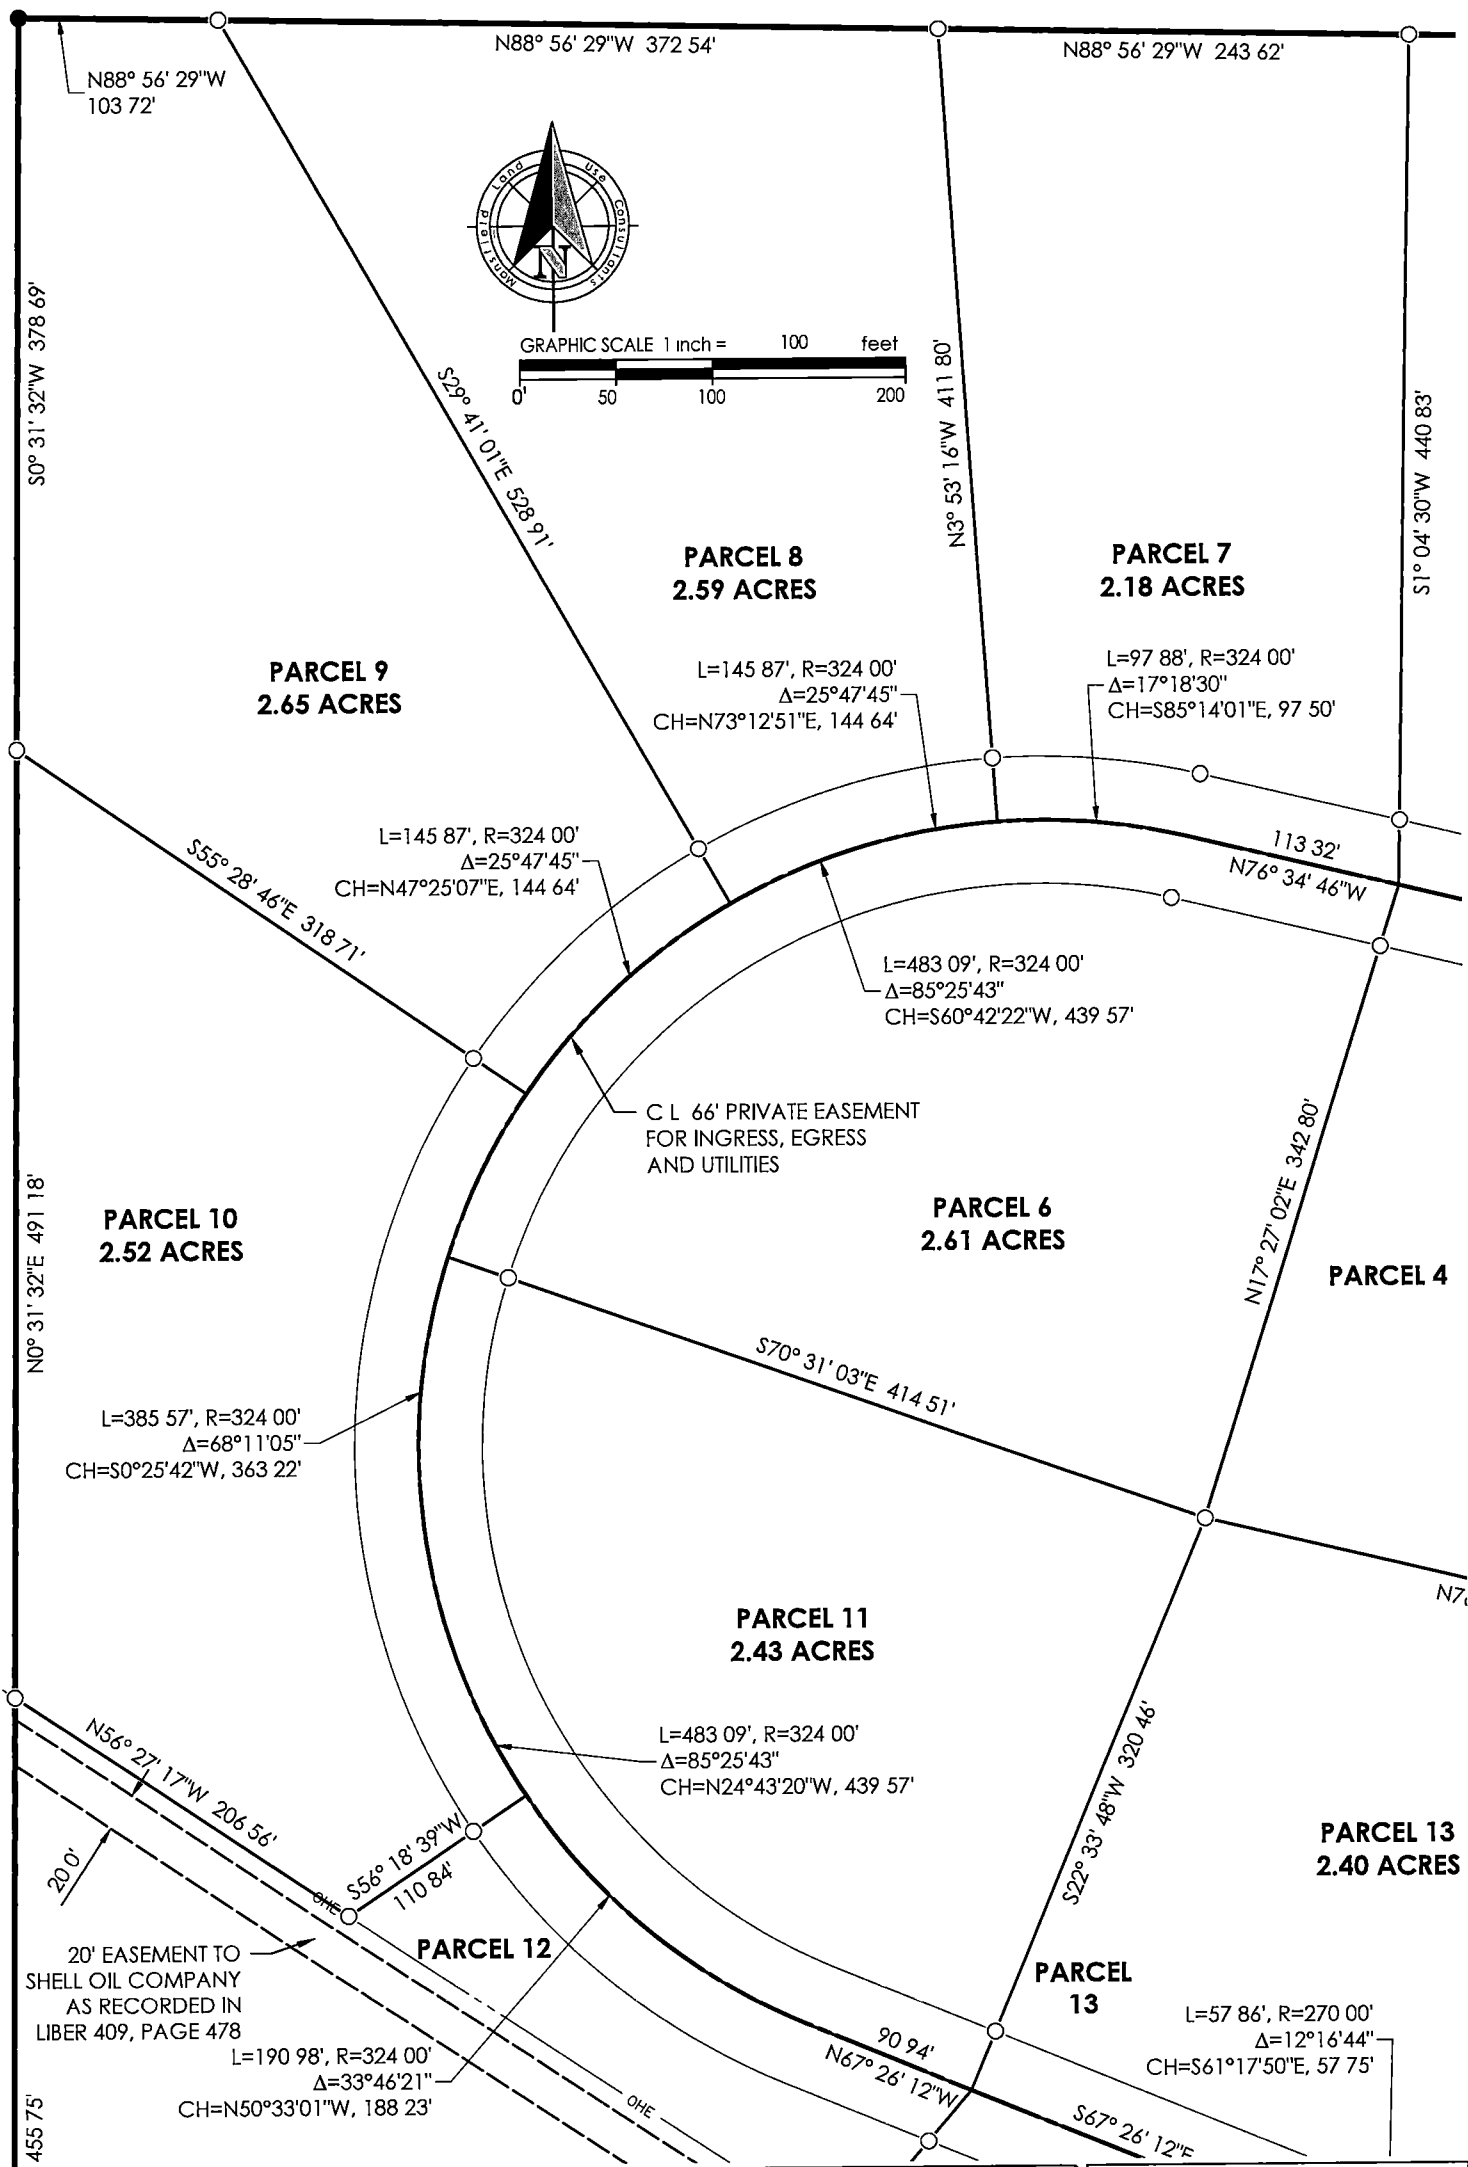 N88° 56' 29"W 372 54'
N88° 56' 29"W 243 62'
N88° 56' 29"W
103 72'
Mansfield Land Use Consultants
N
GRAPHIC SCALE 1 inch = 100 feet
0' 50 100 200
S0° 31' 32"W 378 69'
S29° 41' 01"E 528 91'
N3° 53' 16"W 411 80'
S1° 04' 30"W 440 83'
PARCEL 8
2.59 ACRES
PARCEL 7
2.18 ACRES
PARCEL 9
2.65 ACRES
L=145 87', R=324 00'
Δ=25°47'45"
CH=N73°12'51"E, 144 64'
L=97 88', R=324 00'
Δ=17°18'30"
CH=S85°14'01"E, 97 50'
L=145 87', R=324 00'
Δ=25°47'45"
CH=N47°25'07"E, 144 64'
S55° 28' 46"E 318 71'
113 32'
N76° 34' 46"W
L=483 09', R=324 00'
Δ=85°25'43"
CH=S60°42'22"W, 439 57'
C L 66' PRIVATE EASEMENT
FOR INGRESS, EGRESS
AND UTILITIES
N0° 31' 32"E 491 18'
PARCEL 10
2.52 ACRES
PARCEL 6
2.61 ACRES
N17° 27' 02"E 342 80'
PARCEL 4
S70° 31' 03"E 414 51'
L=385 57', R=324 00'
Δ=68°11'05"
CH=S0°25'42"W, 363 22'
PARCEL 11
2.43 ACRES
L=483 09', R=324 00'
Δ=85°25'43"
CH=N24°43'20"W, 439 57'
S22° 33' 48"W 320 46'
PARCEL 13
2.40 ACRES
N56° 27' 17"W 206 56'
20 0'
S56° 18' 39"W
110 84'
OHE
20' EASEMENT TO
SHELL OIL COMPANY
AS RECORDED IN
LIBER 409, PAGE 478
PARCEL 12
PARCEL
13
L=190 98', R=324 00'
Δ=33°46'21"
CH=N50°33'01"W, 188 23'
90 94'
N67° 26' 12"W
L=57 86', R=270 00'
Δ=12°16'44"
CH=S61°17'50"E, 57 75'
OHE
S67° 26' 12"E
455 75'